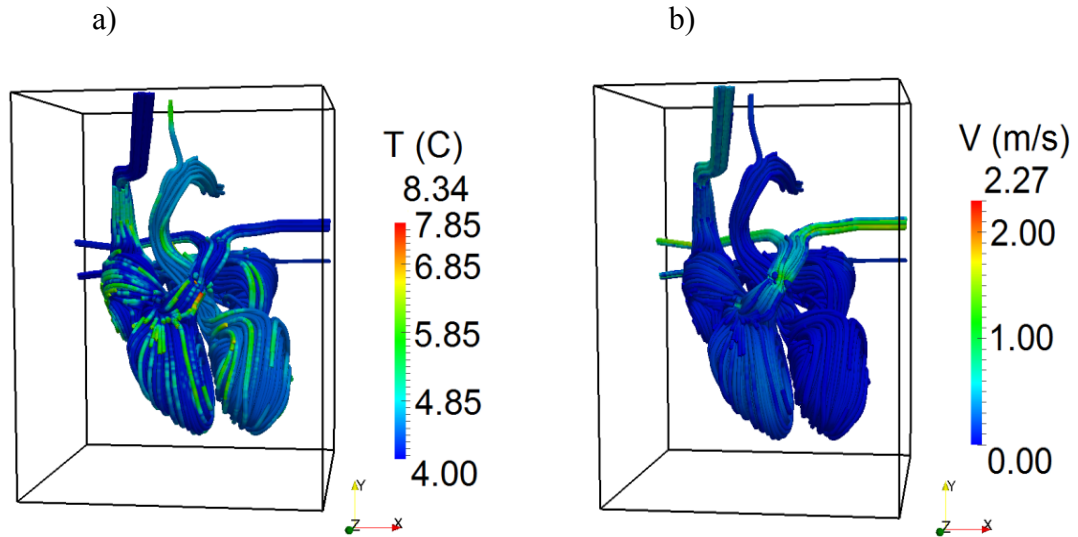 a)
b)
T (C)
8.34
7.85
6.85
5.85
4.85
4.00
Y
Z
X
V (m/s)
2.27
2.00
1.00
0.00
Y
Z
X